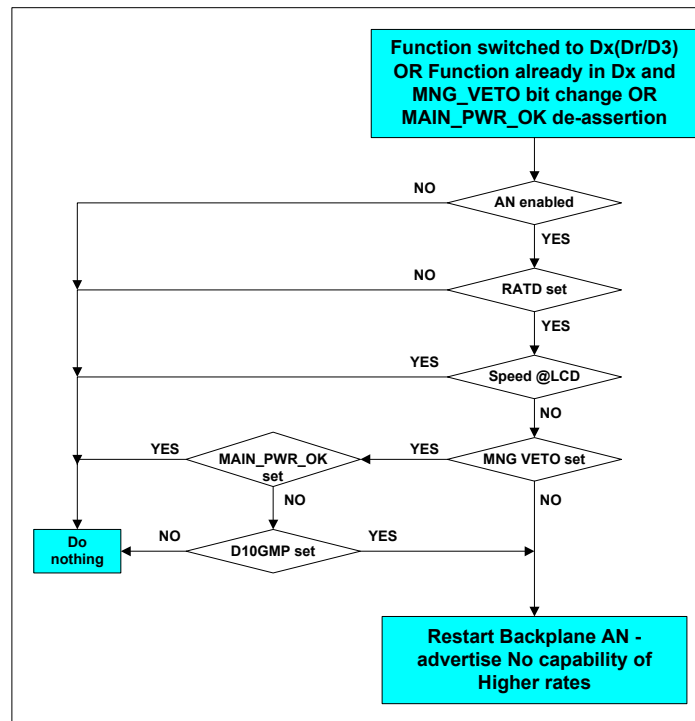 Function switched to Dx(Dr/D3)
OR Function already in Dx and
MNG_VETO bit change OR
MAIN_PWR_OK de-assertion
NO
AN enabled
YES
NO
RATD set
YES
YES
Speed @LCD
NO
YES
MAIN_PWR_OK
set
YES
MNG VETO set
NO
NO
Do
nothing
NO
D10GMP set
YES
Restart Backplane AN -
advertise No capability of
Higher rates